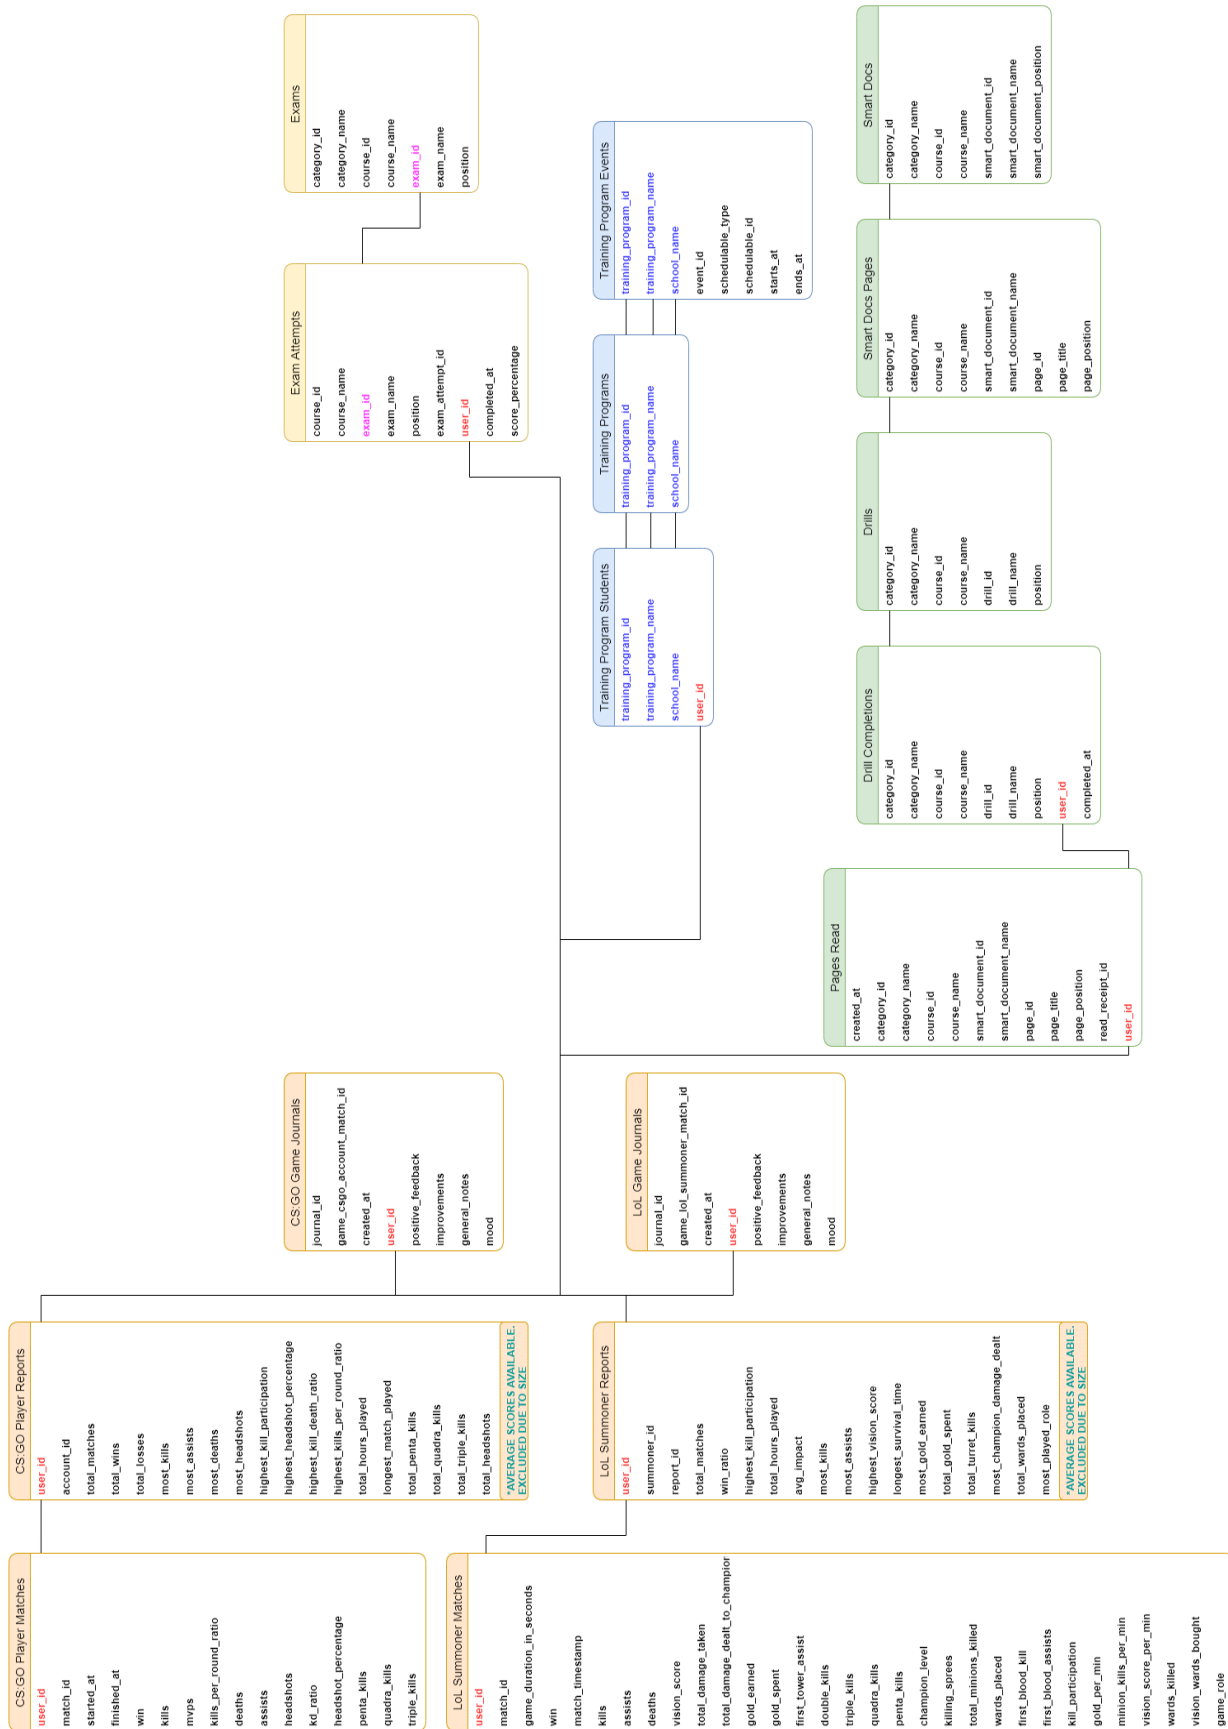 CS:GO Player Matches
user_id
match_id
started_at
finished_at
win
kills
mvps
kills_per_round_ratio
deaths
assists
headshots
kd_ratio
headshot_percentage
penta_kills
quadra_kills
triple_kills
CS:GO Player Reports
user_id
account_id
total_matches
total_wins
total_losses
most_kills
most_assists
most_deaths
most_headshots
highest_kill_participation
highest_headshot_percentage
highest_kill_death_ratio
highest_kills_per_round_ratio
total_hours_played
longest_match_played
total_penta_kills
total_quadra_kills
total_triple_kills
total_headshots
*AVERAGE SCORES AVAILABLE.
EXCLUDED DUE TO SIZE
CS:GO Game Journals
journal_id
game_csgo_account_match_id
created_at
user_id
positive_feedback
improvements
general_notes
mood
Exam Attempts
course_id
course_name
exam_id
exam_name
position
exam_attempt_id
user_id
completed_at
score_percentage
Exams
category_id
category_name
course_id
course_name
exam_id
exam_name
position
LoL Summoner Matches
user_id
match_id
game_duration_in_seconds
win
match_timestamp
kills
assists
deaths
vision_score
total_damage_taken
total_damage_dealt_to_champior
gold_earned
gold_spent
first_tower_assist
double_kills
triple_kills
quadra_kills
penta_kills
champion_level
killing_sprees
total_minions_killed
wards_placed
first_blood_kill
first_blood_assists
kill_participation
gold_per_min
minion_kills_per_min
vision_score_per_min
wards_killed
vision_wards_bought
game_role
LoL Summoner Reports
user_id
summoner_id
report_id
total_matches
win_ratio
highest_kill_participation
total_hours_played
avg_impact
most_kills
most_assists
highest_vision_score
longest_survival_time
most_gold_earned
total_gold_spent
total_turret_kills
most_champion_damage_dealt
total_wards_placed
most_played_role
*AVERAGE SCORES AVAILABLE.
EXCLUDED DUE TO SIZE
LoL Game Journals
journal_id
game_lol_summoner_match_id
created_at
user_id
positive_feedback
improvements
general_notes
mood
Training Program Students
training_program_id
training_program_name
school_name
user_id
Training Programs
training_program_id
training_program_name
school_name
Training Program Events
training_program_id
training_program_name
school_name
event_id
schedulable_type
schedulable_id
starts_at
ends_at
Pages Read
created_at
category_id
category_name
course_id
course_name
smart_document_id
smart_document_name
page_id
page_title
page_position
read_receipt_id
user_id
Drill Completions
category_id
category_name
course_id
course_name
drill_id
drill_name
position
user_id
completed_at
Drills
category_id
category_name
course_id
course_name
drill_id
drill_name
position
Smart Docs Pages
category_id
category_name
course_id
course_name
smart_document_id
smart_document_name
page_id
page_title
page_position
Smart Docs
category_id
category_name
course_id
course_name
smart_document_id
smart_document_name
smart_document_position